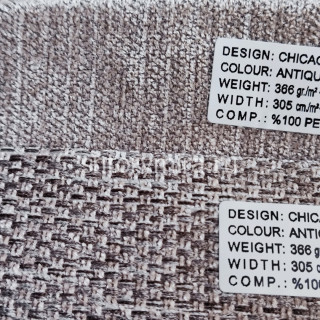 DESIGN: CHICAG
COLOUR: ANTIQU
WEIGHT: 366 gr./m²
WIDTH: 305 cm./m²
COMP.: %100 PE
DESIGN: CHICA
COLOUR: ANTI
WEIGHT: 366 g
WIDTH: 305 c
COMP.: %100